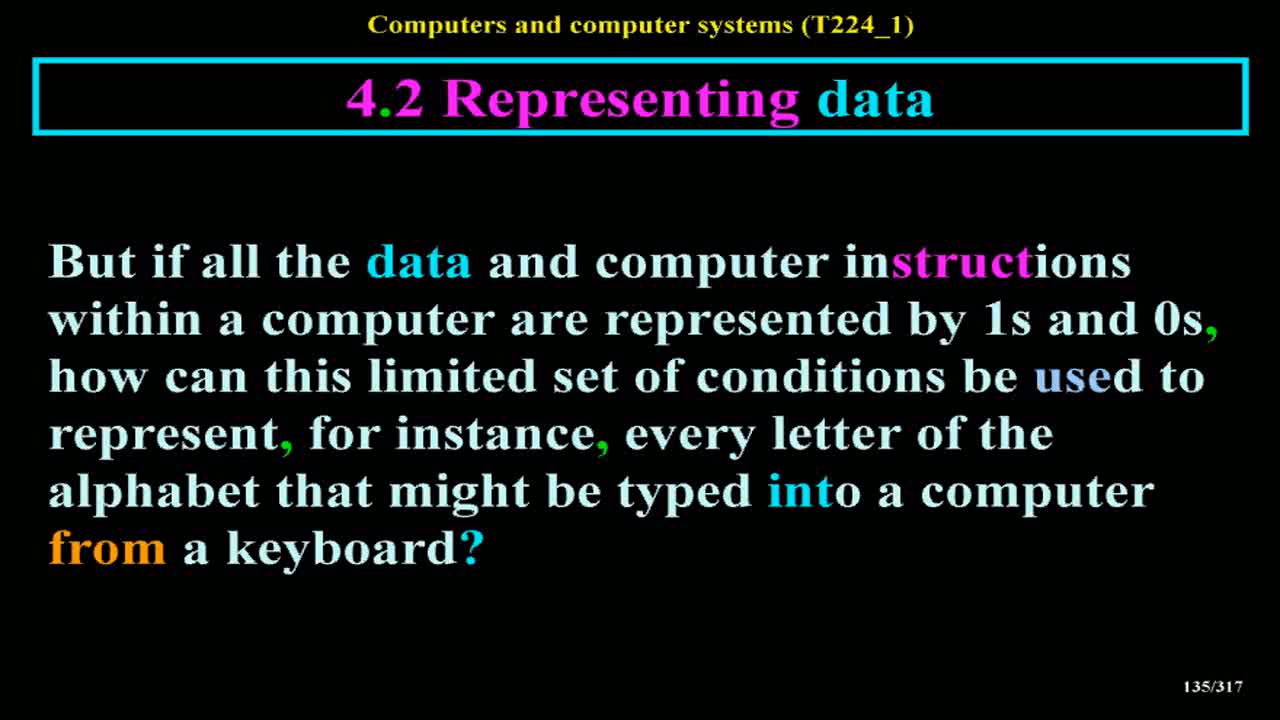 Computers and computer systems (T224_1)
4.2 Representing data
But if all the data and computer instructions
within a computer are represented by 1s and 0s,
how can this limited set of conditions be used to
represent, for instance, every letter of the
alphabet that might be typed into a computer
from a keyboard?
135/317